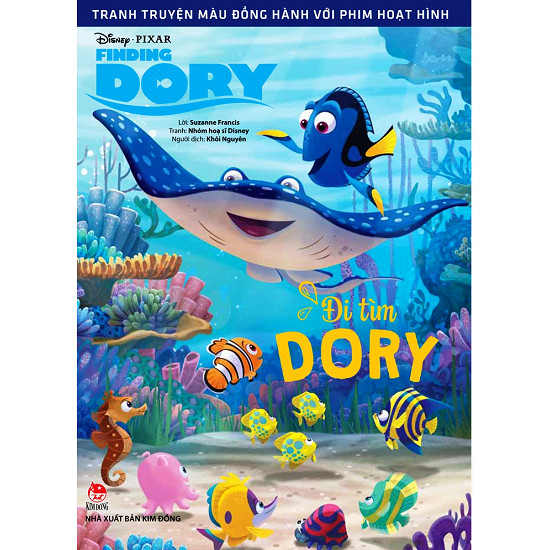 TRANH TRUYỆN MÀU ĐỒNG HÀNH VỚI PHIM HOẠT HÌNH
Disney · PIXAR
FINDING
DORY
Lời: Suzanne Francis
Tranh: Nhóm hoạ sĩ Disney
Người dịch: Khôi Nguyên
Đi tìm
DORY
KIM ĐỒNG
NHÀ XUẤT BẢN KIM ĐỒNG